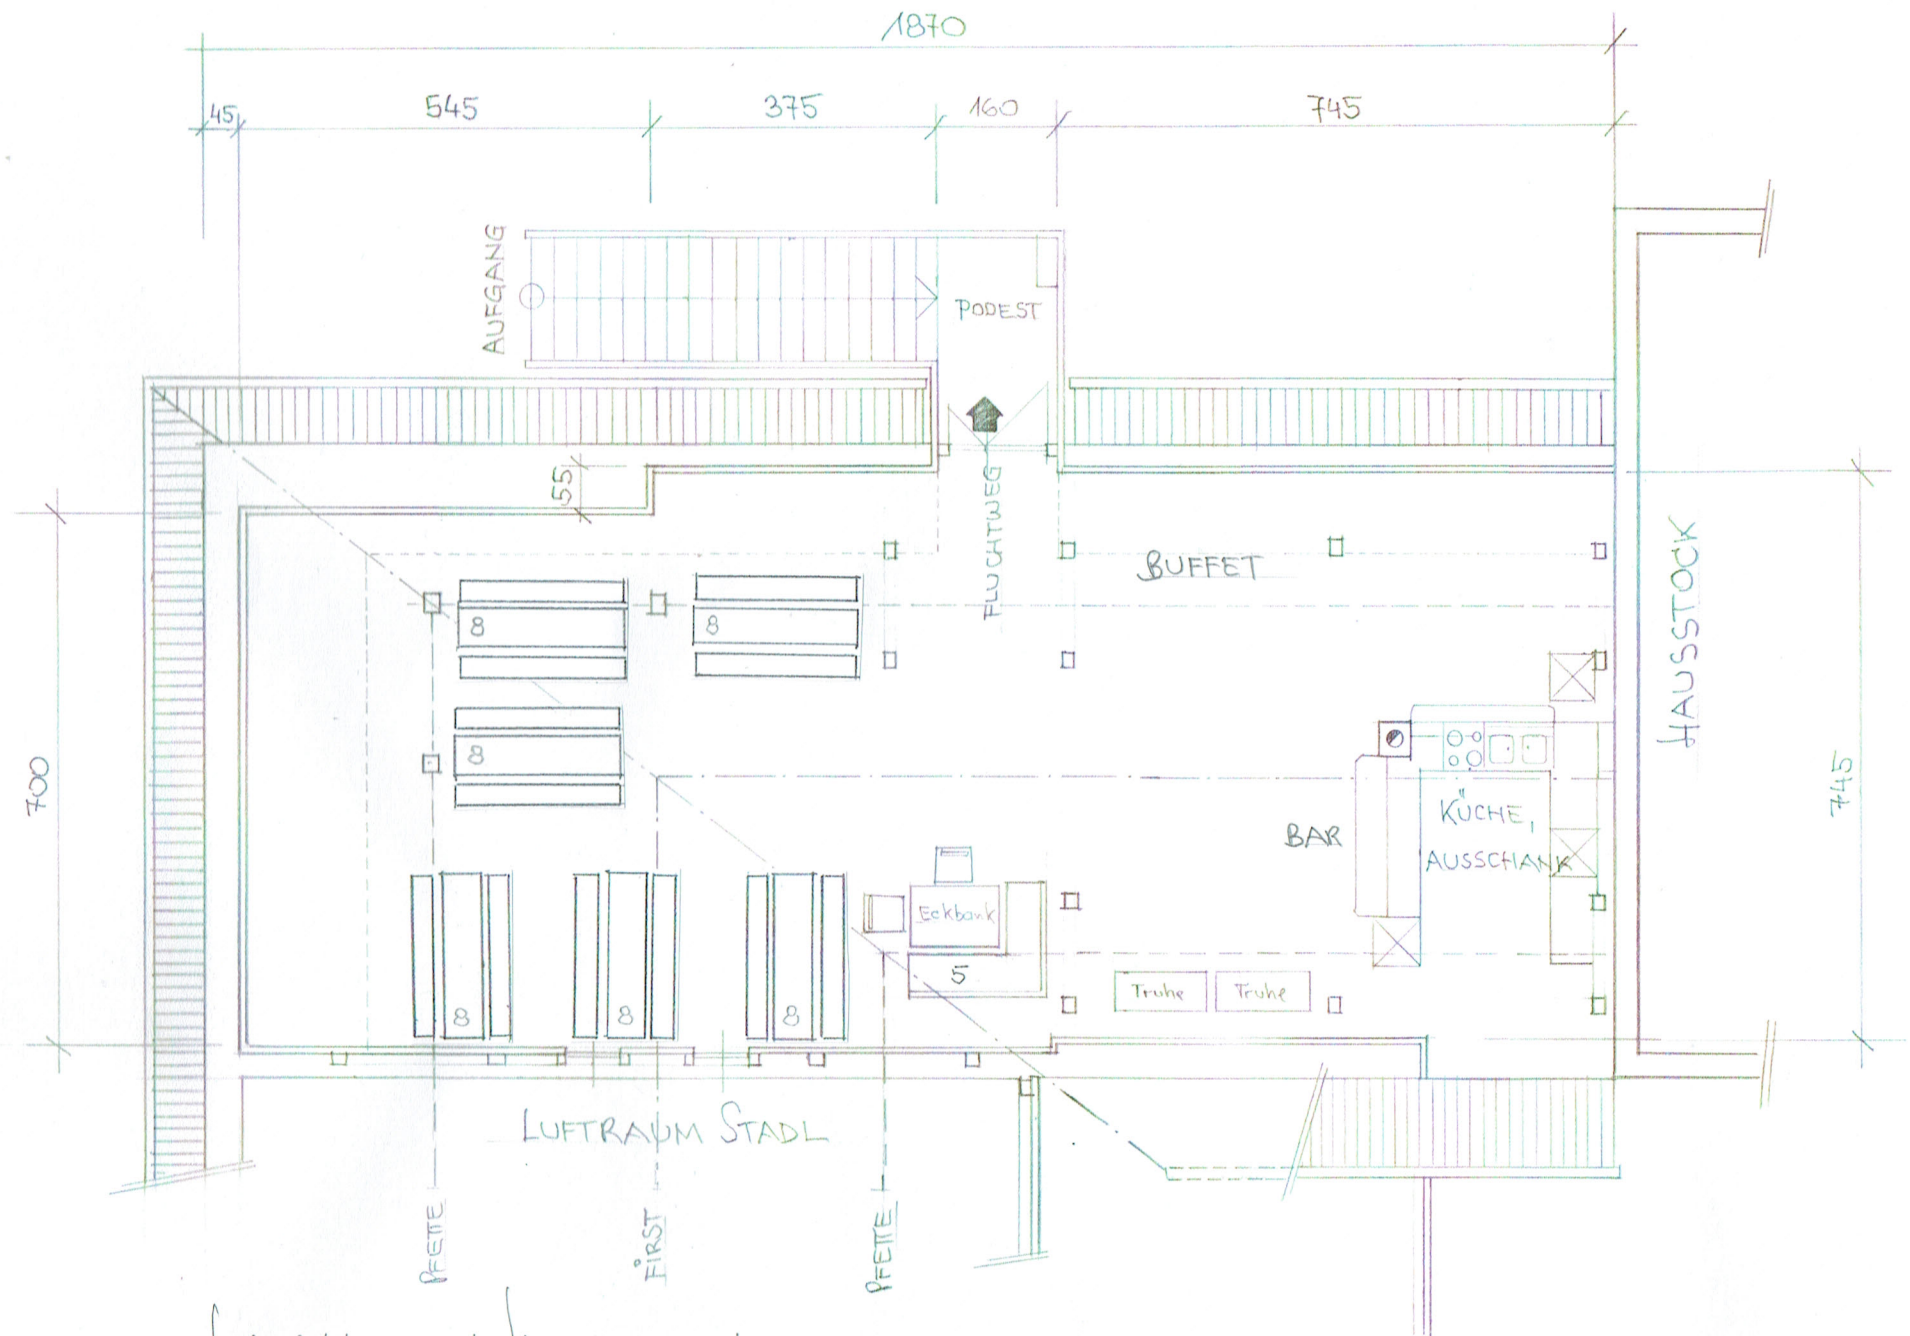 1870
45
545
375
160
745
AUFGANG
PODEST
55
FLUCHTWEG
BUFFET
HAUSSTOCK
8
8
8
700
745
BAR
KÜCHE,
AUSSCHANK
Eckbank
5
Truhe
Truhe
8
8
8
LUFTRAUM STADL
PFETTE
FIRST
PFETTE